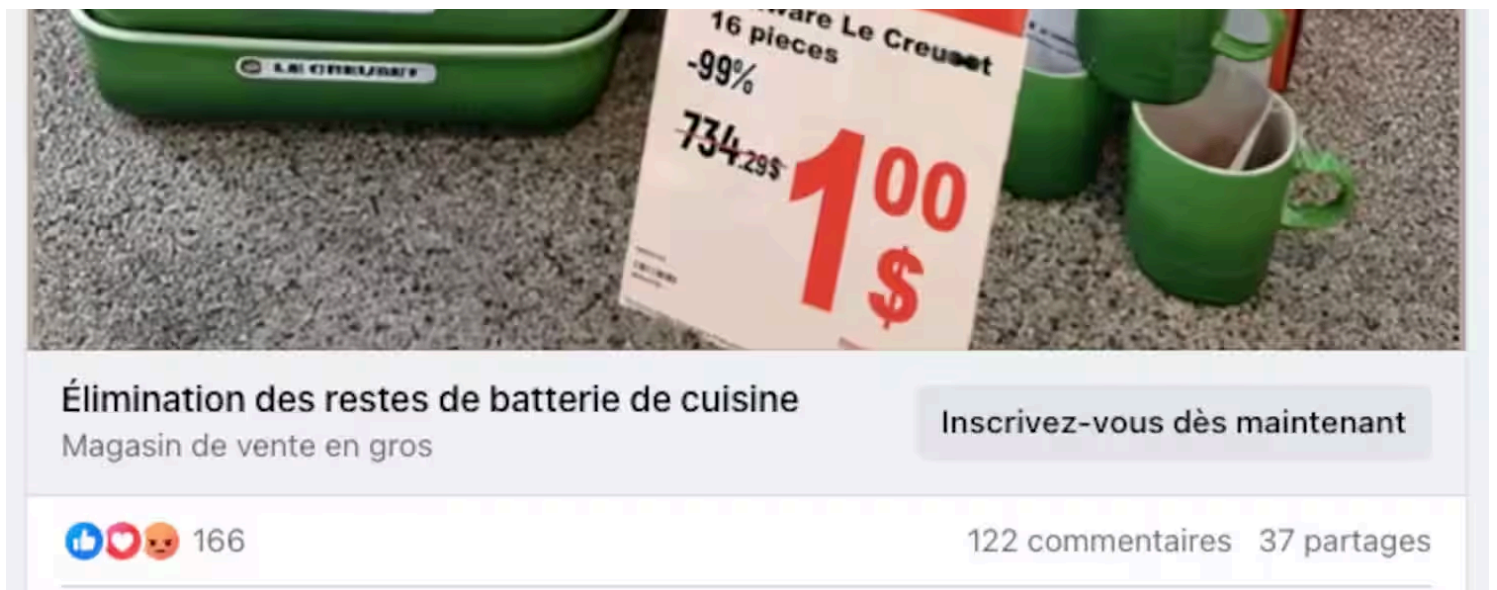 LE CREUSET
Le Creuset
16 pieces
-99%
734.29$
1 00 $
Élimination des restes de batterie de cuisine
Magasin de vente en gros
Inscrivez-vous dès maintenant
166
122 commentaires
37 partages